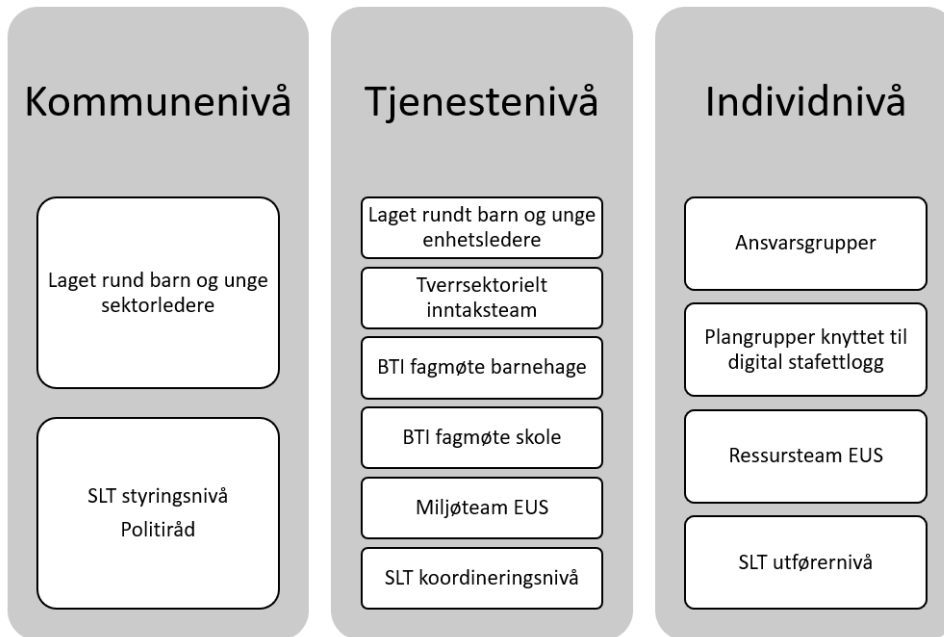 Kommunenivå
Laget rund barn og unge
sektorledere
SLT styringsnivå
Politiråd
Tjenestenivå
Laget rundt barn og unge
enhetsledere
Tverrsektorielt
inntaksteam
BTI fagmøte barnehage
BTI fagmøte skole
Miljøteam EUS
SLT koordineringsnivå
Individnivå
Ansvarsgrupper
Plangrupper knyttet til
digital stafettlogg
Ressursteam EUS
SLT utførernivå